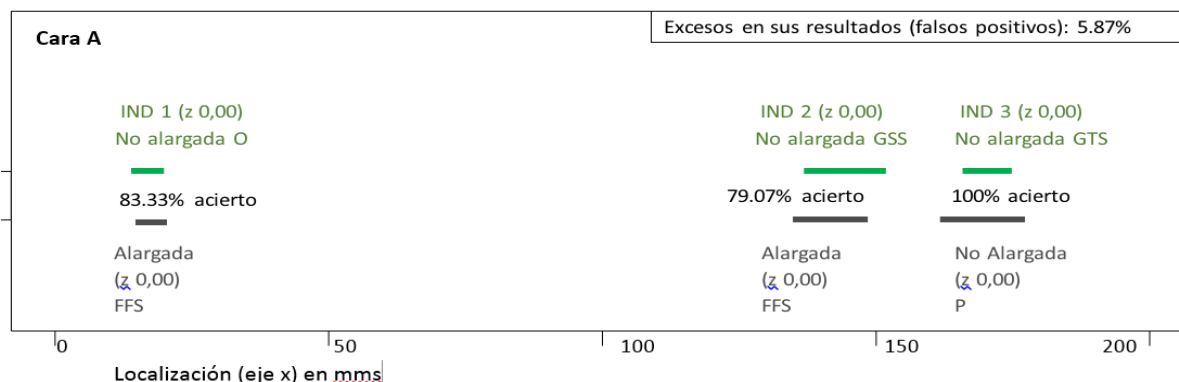 Cara A
Excesos en sus resultados (falsos positivos): 5.87%
IND 1 (z 0,00)
No alargada O
IND 2 (z 0,00)
No alargada GSS
IND 3 (z 0,00)
No alargada GTS
83.33% acierto
79.07% acierto
100% acierto
Alargada
(z 0,00)
FFS
Alargada
(z 0,00)
FFS
No Alargada
(z 0,00)
P
0
50
100
150
200
Localización (eje x) en mms